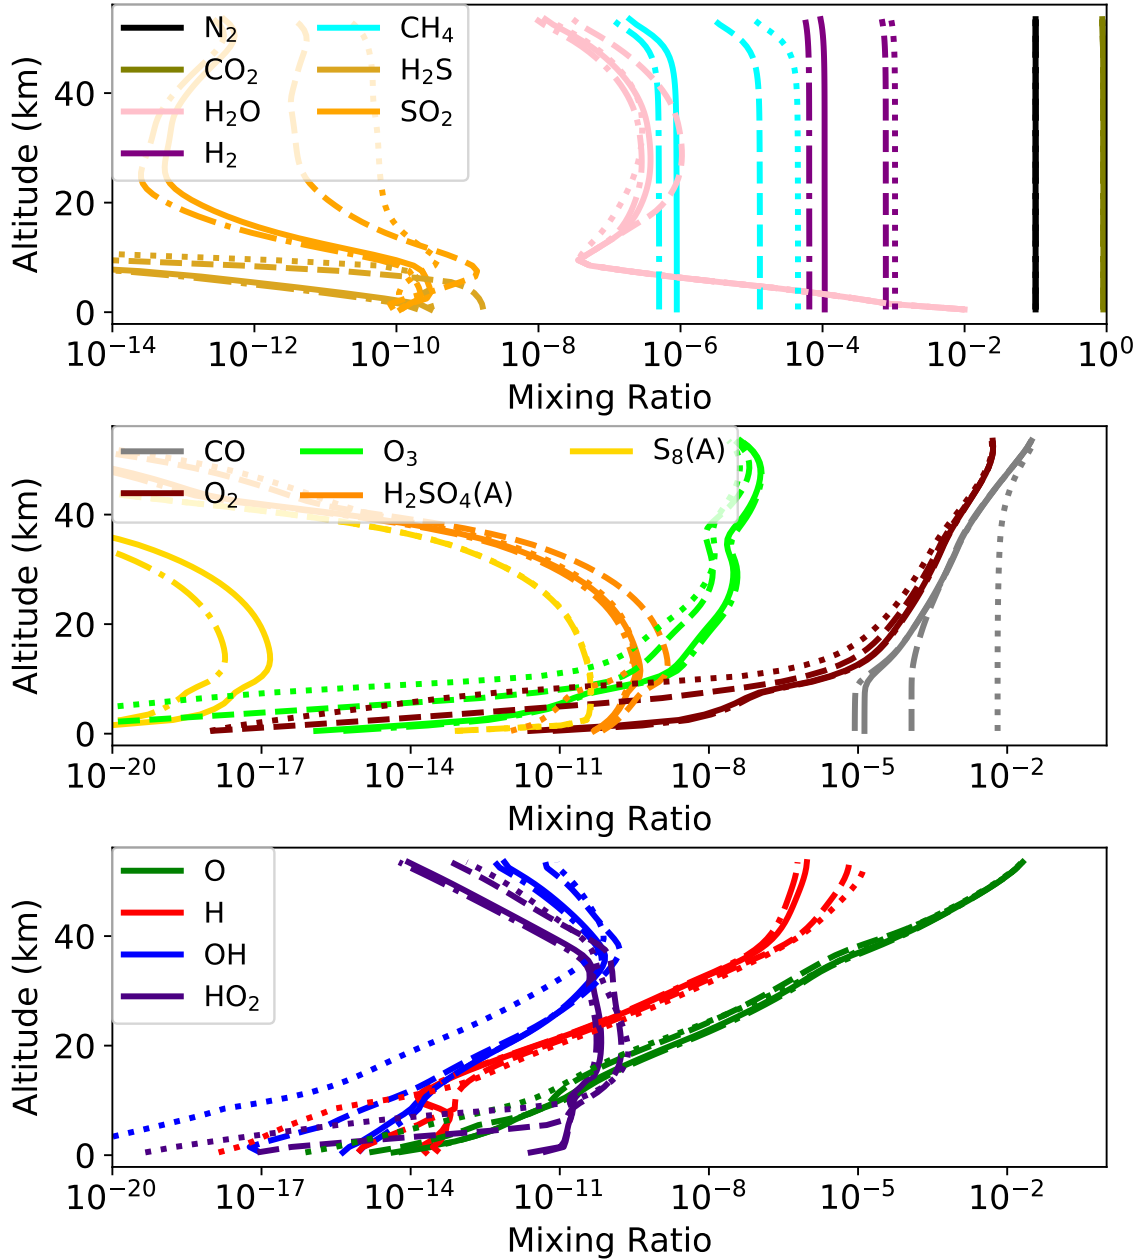 N₂
CO₂
H₂O
H₂
CH₄
H₂S
SO₂
Altitude (km)
40
20
0
10⁻¹⁴ 10⁻¹² 10⁻¹⁰ 10⁻⁸ 10⁻⁶ 10⁻⁴ 10⁻² 10⁰
Mixing Ratio
CO
O₂
O₃
H₂SO₄(A)
S₈(A)
Altitude (km)
40
20
0
10⁻²⁰ 10⁻¹⁷ 10⁻¹⁴ 10⁻¹¹ 10⁻⁸ 10⁻⁵ 10⁻²
Mixing Ratio
O
H
OH
HO₂
Altitude (km)
40
20
0
10⁻²⁰ 10⁻¹⁷ 10⁻¹⁴ 10⁻¹¹ 10⁻⁸ 10⁻⁵ 10⁻²
Mixing Ratio